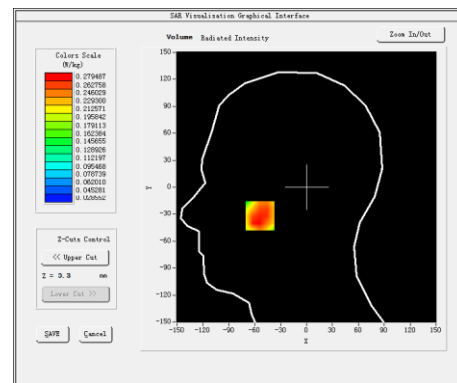 SAR Visualisation Graphical Interface
Volume Radiated Intensity
Zoom In/Out
Colors Scale
(W/kg)
0.279487
0.262758
0.246029
0.229300
0.212571
0.195842
0.179113
0.162384
0.145655
0.128926
0.112197
0.095468
0.078739
0.062010
0.045281
0.028552
150
120
90
60
30
0
-30
-60
-90
-120
-150
Y
-150 -120 -90 -60 -30 0 30 60 90 120 150
X
Z-Cuts Control
<< Upper Cut
Z = 3.3 mm
Lower Cut >>
SAVE Cancel